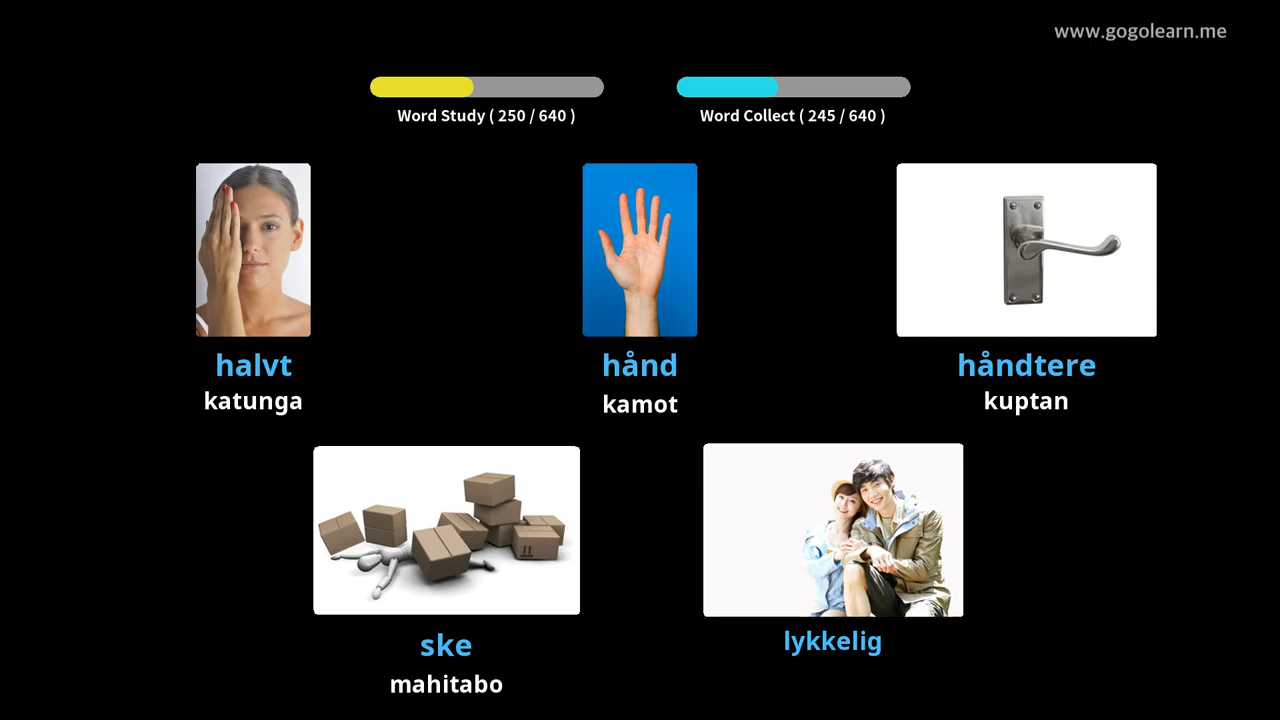 www.gogolearn.me
Word Study ( 250 / 640 )
Word Collect ( 245 / 640 )
halvt
katunga
hånd
kamot
håndtere
kuptan
ske
mahitabo
lykkelig